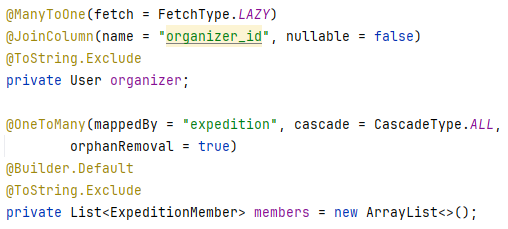 @ManyToOne(fetch = FetchType.LAZY)
@JoinColumn(name = "organizer_id", nullable = false)
@ToString.Exclude
private User organizer;
@OneToMany(mappedBy = "expedition", cascade = CascadeType.ALL,
orphanRemoval = true)
@Builder.Default
@ToString.Exclude
private List<ExpeditionMember> members = new ArrayList<>();